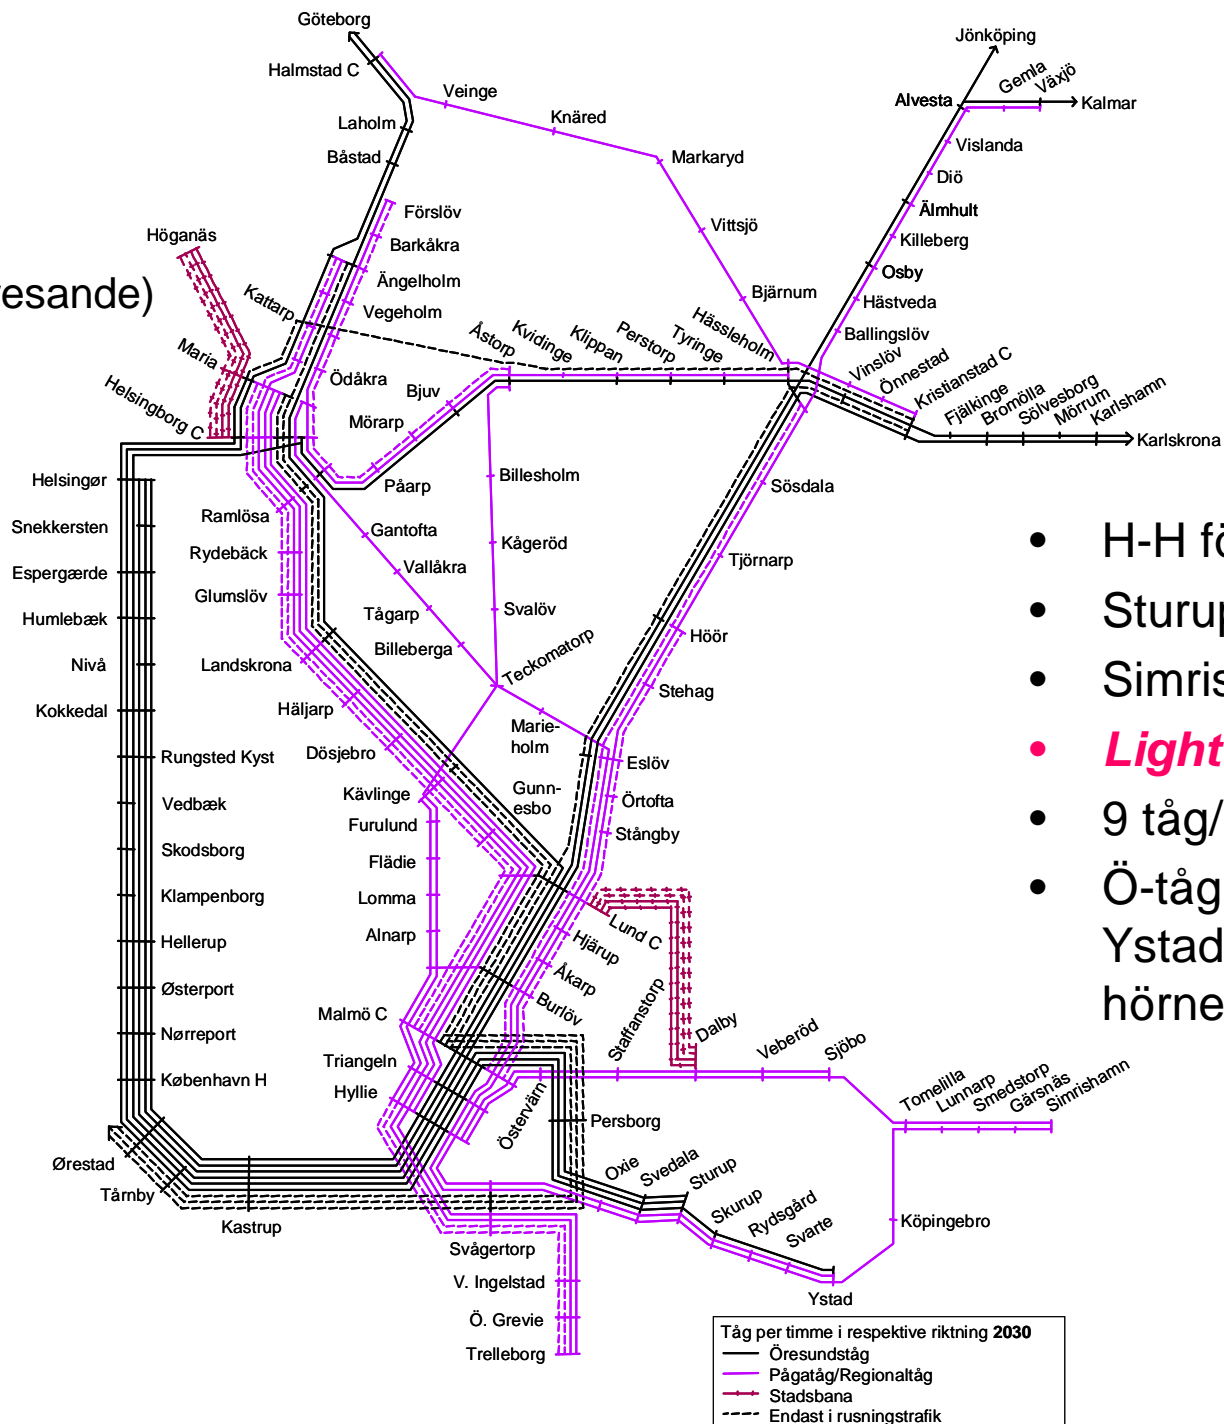 Göteborg
Halmstad C
Laholm
Båstad
Veinge
Knäred
Markaryd
Vittsjö
Bjärnum
Jönköping
Alvesta
Gemla
Växjö
Kalmar
Vislanda
Diö
Älmhult
Killeberg
Osby
Hästveda
Ballingslöv
Vinslöv
Önnestad
Kristianstad C
Fjälkinge
Bromölla
Sölvesborg
Mörrum
Karlshamn
Karlskrona
Höganäs
esande)
Förslöv
Barkåkra
Ängelholm
Vegeholm
Kattarp
Maria
Helsingborg C
Ödåkra
Mörarp
Bjuv
Åstorp
Kvidinge
Klippan
Perstorp
Tyringe
Hässleholm
Påarp
Billesholm
Kågeröd
Svalöv
Teckomatorp
Gantofta
Vallåkra
Tågarp
Billeberga
Ramlösa
Rydebäck
Glumslöv
Landskrona
Häljarp
Dösjebro
Kävlinge
Furulund
Flädie
Lomma
Alnarp
Marie-
holm
Gunn-
esbo
Sösdala
Tjörnarp
Höör
Stehag
Eslöv
Örtofta
Stångby
Lund C
Hjärup
Åkarp
Burlöv
Staffanstorp
Dalby
Veberöd
Sjöbo
Tomelilla
Lunnarp
Smedstorp
Gärsnäs
Simrishamn
Köpingebro
Helsingør
Snekkersten
Espergærde
Humlebæk
Nivå
Kokkedal
Rungsted Kyst
Vedbæk
Skodsborg
Klampenborg
Hellerup
Østerport
Nørreport
København H
Ørestad
Tårnby
Kastrup
Malmö C
Triangeln
Hyllie
Östervärn
Persborg
Oxie
Svedala
Sturup
Skurup
Rydsgård
Svarte
Ystad
Svågertorp
V. Ingelstad
Ö. Grevie
Trelleborg
• H-H fö
• Sturup
• Simris
• Light
• 9 tåg/
• Ö-tåg
Ystad
hörne
Tåg per timme i respektive riktning 2030
Öresundståg
Pågatåg/Regionaltåg
Stadsbana
Endast i rusningstrafik